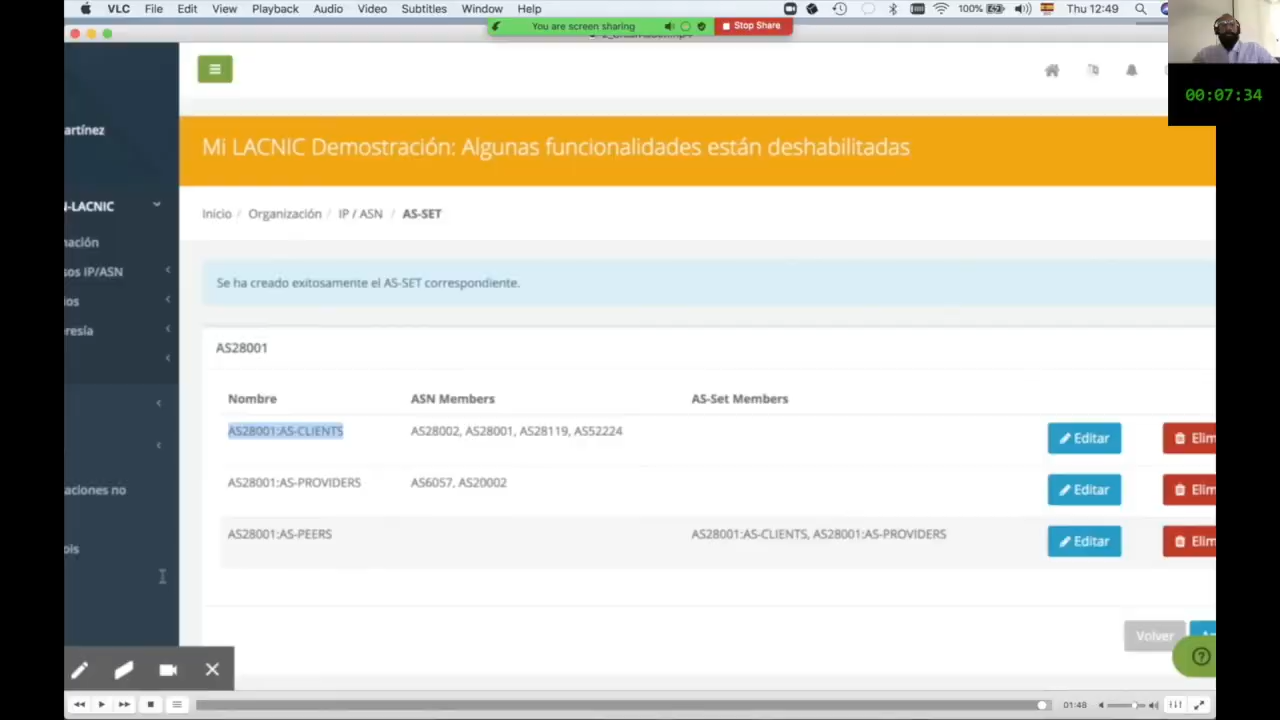 VLC File Edit View Playback Audio Video Subtitles Window Help
100% Thu 12:49
You are screen sharing Stop Share
00:07:34
artínez
Mi LACNIC Demostración: Algunas funcionalidades están deshabilitadas
N-LACNIC
Inicio / Organización / IP / ASN / AS-SET
nación
sos IP/ASN
ios
Se ha creado exitosamente el AS-SET correspondiente.
resía
AS28001
Nombre ASN Members AS-Set Members
AS28001:AS-CLIENTS AS28002, AS28001, AS28119, AS52224 Editar Elim
AS28001:AS-PROVIDERS AS6057, AS20002 Editar Elim
aciones no
AS28001:AS-PEERS AS28001:AS-CLIENTS, AS28001:AS-PROVIDERS Editar Elim
ois
Volver
01:48